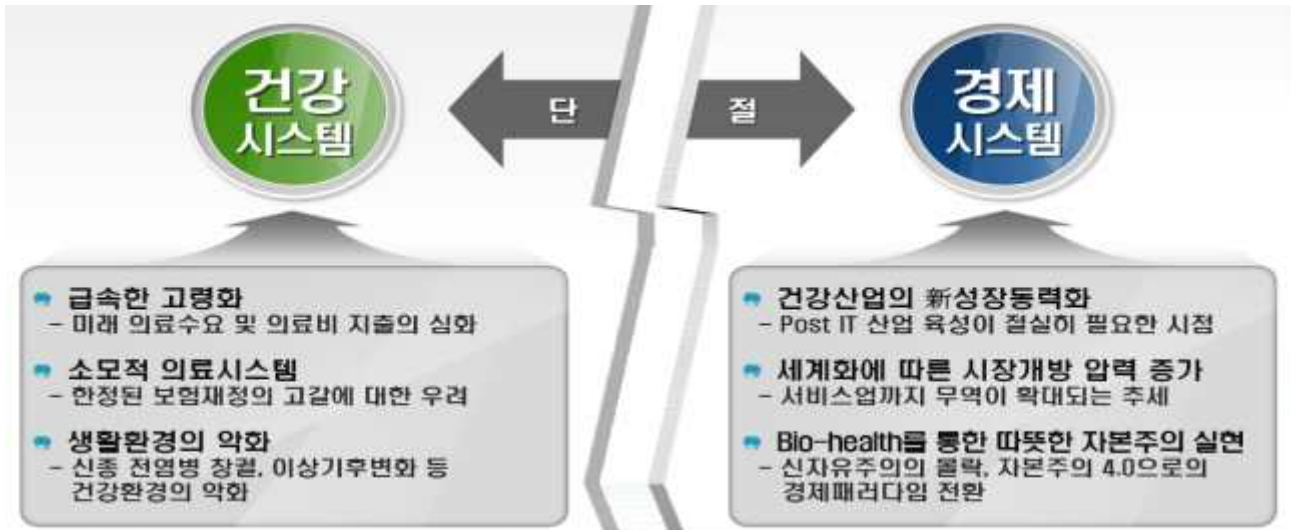 건강
시스템
단 절
경제
시스템
급속한 고령화
- 미래 의료수요 및 의료비 지출의 심화
소모적 의료시스템
- 한정된 보험재정의 고갈에 대한 우려
생활환경의 악화
- 신종 전염병 창궐, 이상기후변화 등
건강환경의 악화
건강산업의 新성장동력화
- Post IT 산업 육성이 절실히 필요한 시점
세계화에 따른 시장개방 압력 증가
- 서비스업까지 무역이 확대되는 추세
Bio-health를 통한 따뜻한 자본주의 실현
- 신자유주의의 몰락, 자본주의 4.0으로의
경제패러다임 전환